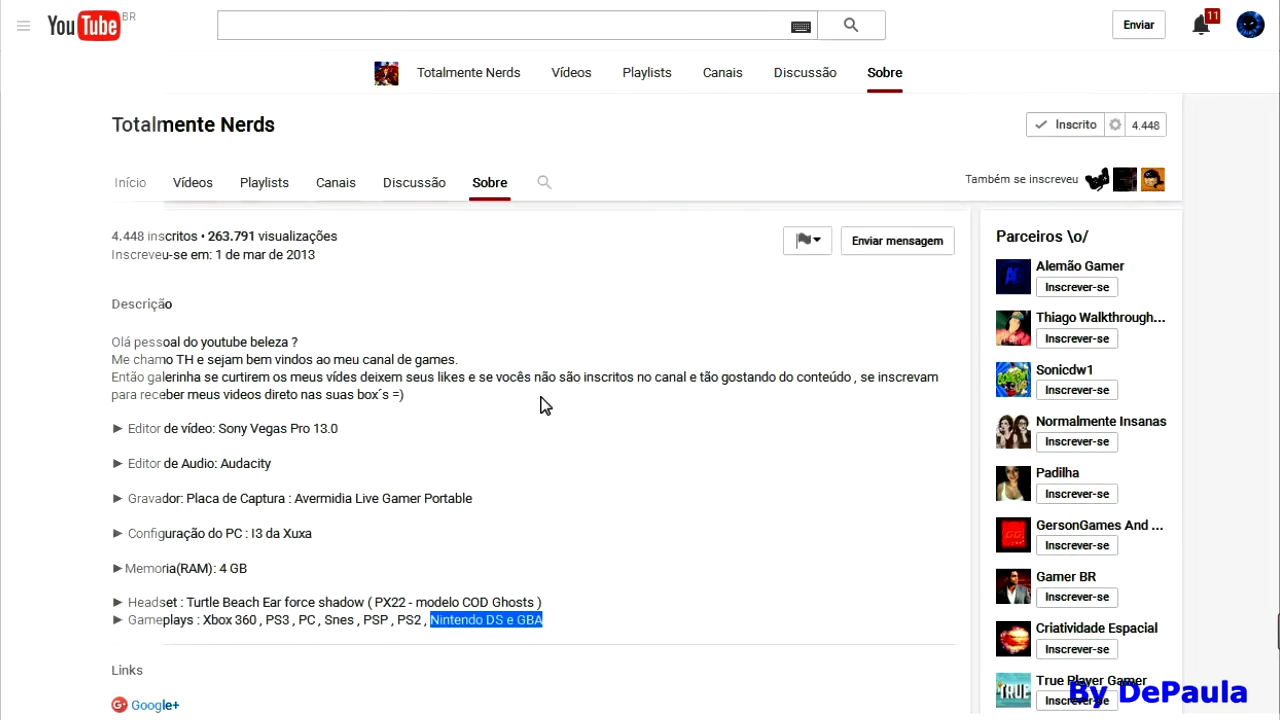 YouTube BR
Enviar
11
Totalmente Nerds Vídeos Playlists Canais Discussão Sobre
Totalmente Nerds
Inscrito 4.448
Início Vídeos Playlists Canais Discussão Sobre
Também se inscreveu
4.448 inscritos • 263.791 visualizações
Inscreveu-se em: 1 de mar de 2013
Enviar mensagem
Descrição
Olá pessoal do youtube beleza ?
Me chamo TH e sejam bem vindos ao meu canal de games.
Então galerinha se curtirem os meus vídes deixem seus likes e se vocês não são inscritos no canal e tão gostando do conteúdo , se inscrevam
para receber meus videos direto nas suas box´s =)
► Editor de vídeo: Sony Vegas Pro 13.0
► Editor de Audio: Audacity
► Gravador: Placa de Captura : Avermidia Live Gamer Portable
► Configuração do PC : I3 da Xuxa
►Memoria(RAM): 4 GB
► Headset : Turtle Beach Ear force shadow ( PX22 - modelo COD Ghosts )
► Gameplays : Xbox 360 , PS3 , PC , Snes , PSP , PS2 , Nintendo DS e GBA
Links
Google+
Parceiros \o/
Alemão Gamer
Inscrever-se
Thiago Walkthrough...
Inscrever-se
Sonicdw1
Inscrever-se
Normalmente Insanas
Inscrever-se
Padilha
Inscrever-se
GersonGames And ...
Inscrever-se
Gamer BR
Inscrever-se
Criatividade Espacial
Inscrever-se
TRUE
True Player Gamer
Inscrever-se
By DePaula